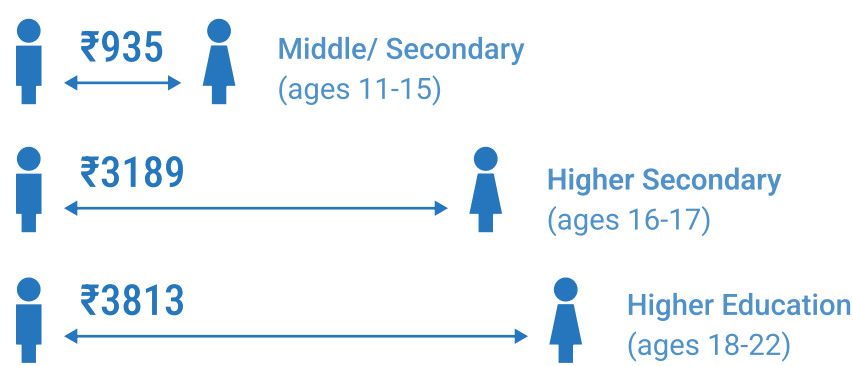 ₹935
Middle/ Secondary
(ages 11-15)
₹3189
Higher Secondary
(ages 16-17)
₹3813
Higher Education
(ages 18-22)